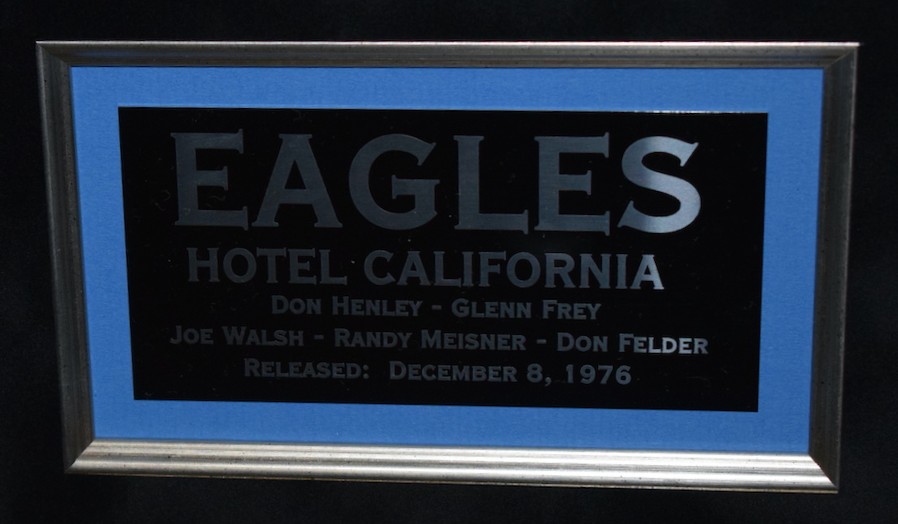 EAGLES
HOTEL CALIFORNIA
DON HENLEY - GLENN FREY
JOE WALSH - RANDY MEISNER - DON FELDER
RELEASED: DECEMBER 8, 1976